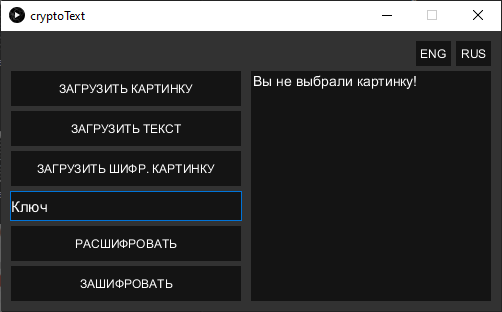 cryptoText
ENG RUS
ЗАГРУЗИТЬ КАРТИНКУ
ЗАГРУЗИТЬ ТЕКСТ
ЗАГРУЗИТЬ ШИФР. КАРТИНКУ
Ключ
РАСШИФРОВАТЬ
ЗАШИФРОВАТЬ
Вы не выбрали картинку!